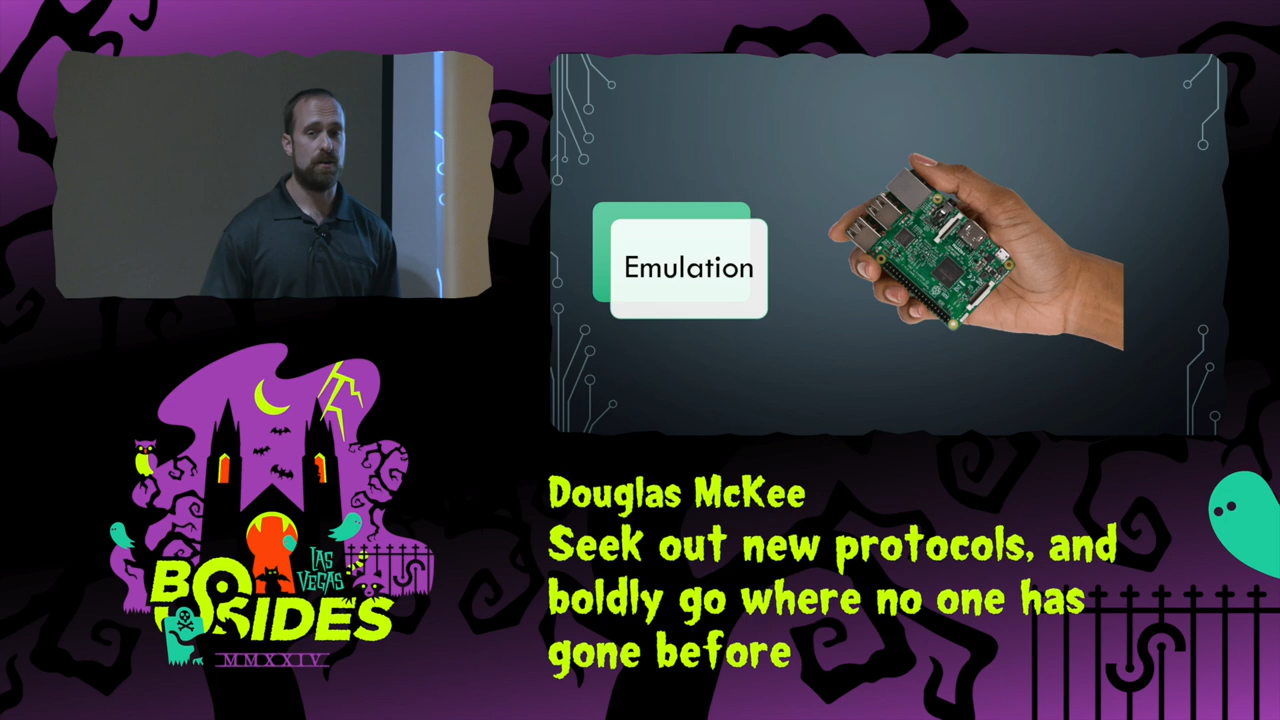 Emulation
LAS
VEGAS
BSIDES
MMXXIV
Douglas McKee
Seek out new protocols, and
boldly go where no one has
gone before